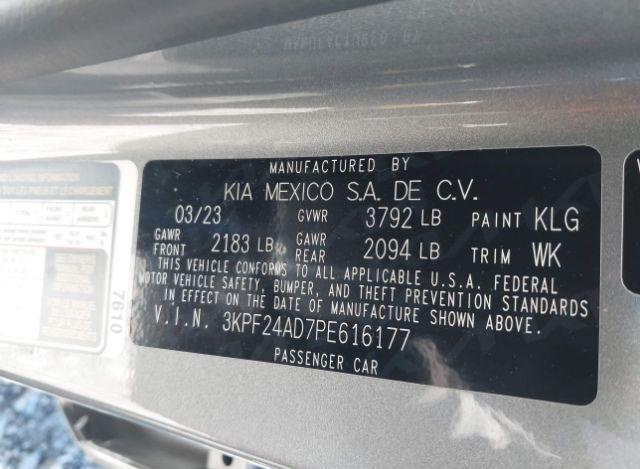 MANUFACTURED BY
KIA MEXICO S.A. DE C.V.
03/23 GVWR 3792 LB PAINT KLG
GAWR FRONT 2183 LB GAWR REAR 2094 LB TRIM WK
THIS VEHICLE CONFORMS TO ALL APPLICABLE U.S.A. FEDERAL
MOTOR VEHICLE SAFETY, BUMPER, AND THEFT PREVENTION STANDARDS
IN EFFECT ON THE DATE OF MANUFACTURE SHOWN ABOVE.
V.I.N. 3KPF24AD7PE616177
PASSENGER CAR
7610